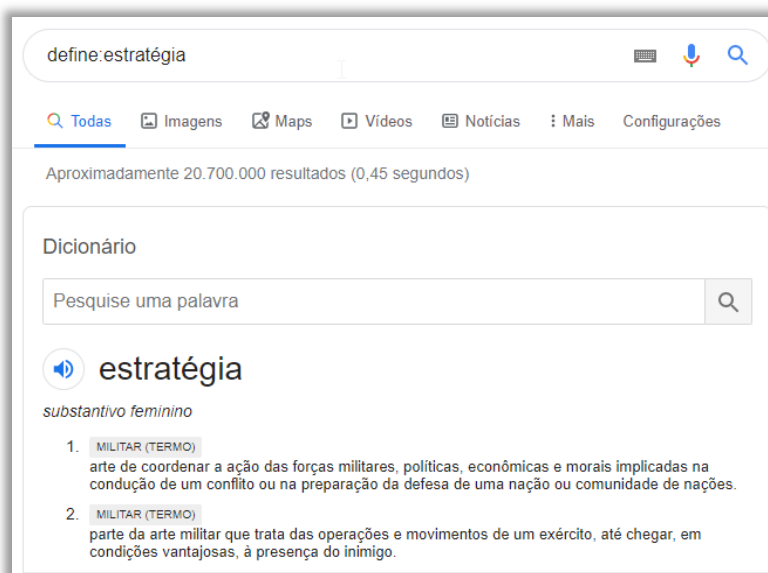 define:estratégia
Todas Imagens Maps Vídeos Notícias Mais Configurações
Aproximadamente 20.700.000 resultados (0,45 segundos)
Dicionário
Pesquise uma palavra
estratégia
substantivo feminino
1. MILITAR (TERMO)
arte de coordenar a ação das forças militares, políticas, econômicas e morais implicadas na
condução de um conflito ou na preparação da defesa de uma nação ou comunidade de nações.
2. MILITAR (TERMO)
parte da arte militar que trata das operações e movimentos de um exército, até chegar, em
condições vantajosas, à presença do inimigo.